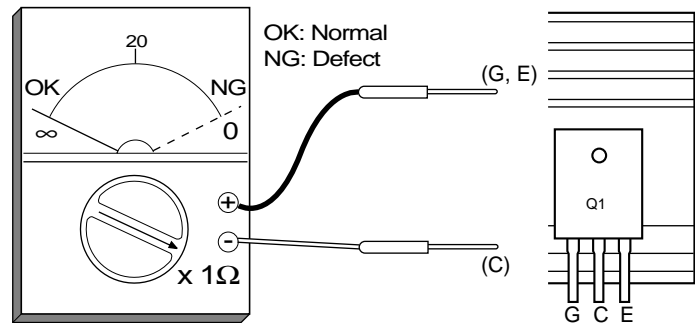 OK: Normal
NG: Defect
20
OK
NG
∞
0
+
-
x 1Ω
(G, E)
(C)
Q1
G C E